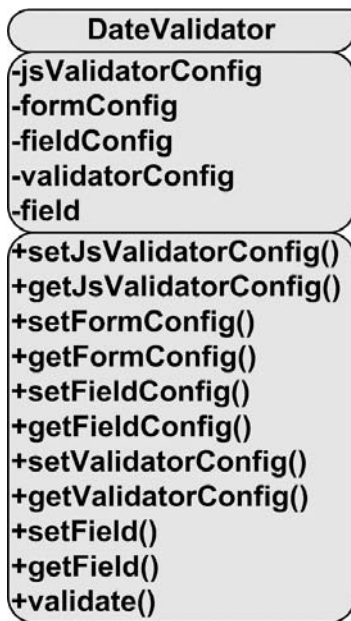 DateValidator
-jsValidatorConfig
-formConfig
-fieldConfig
-validatorConfig
-field
+setJsValidatorConfig()
+getJsValidatorConfig()
+setFormConfig()
+getFormConfig()
+setFieldConfig()
+getFieldConfig()
+setValidatorConfig()
+getValidatorConfig()
+setField()
+getField()
+validate()